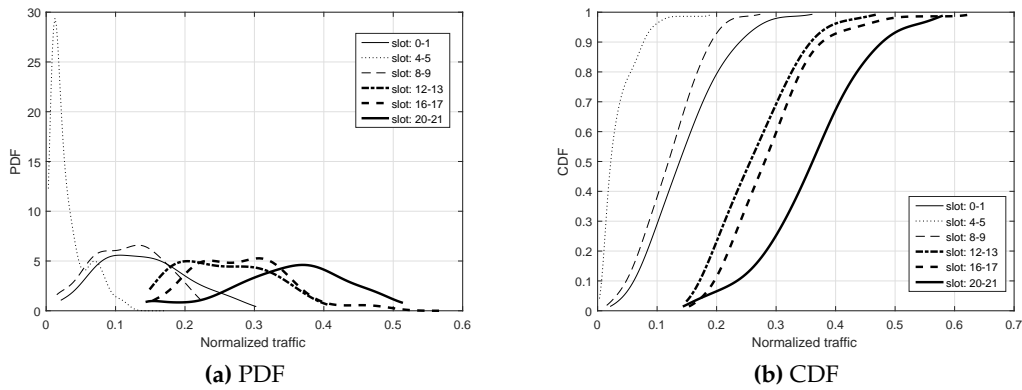 30
25
20
15
10
5
0
PDF
0 0.1 0.2 0.3 0.4 0.5 0.6
Normalized traffic
slot: 0-1
slot: 4-5
slot: 8-9
slot: 12-13
slot: 16-17
slot: 20-21
(a) PDF
1
0.9
0.8
0.7
0.6
0.5
0.4
0.3
0.2
0.1
0
CDF
0 0.1 0.2 0.3 0.4 0.5 0.6 0.7
Normalized traffic
slot: 0-1
slot: 4-5
slot: 8-9
slot: 12-13
slot: 16-17
slot: 20-21
(b) CDF